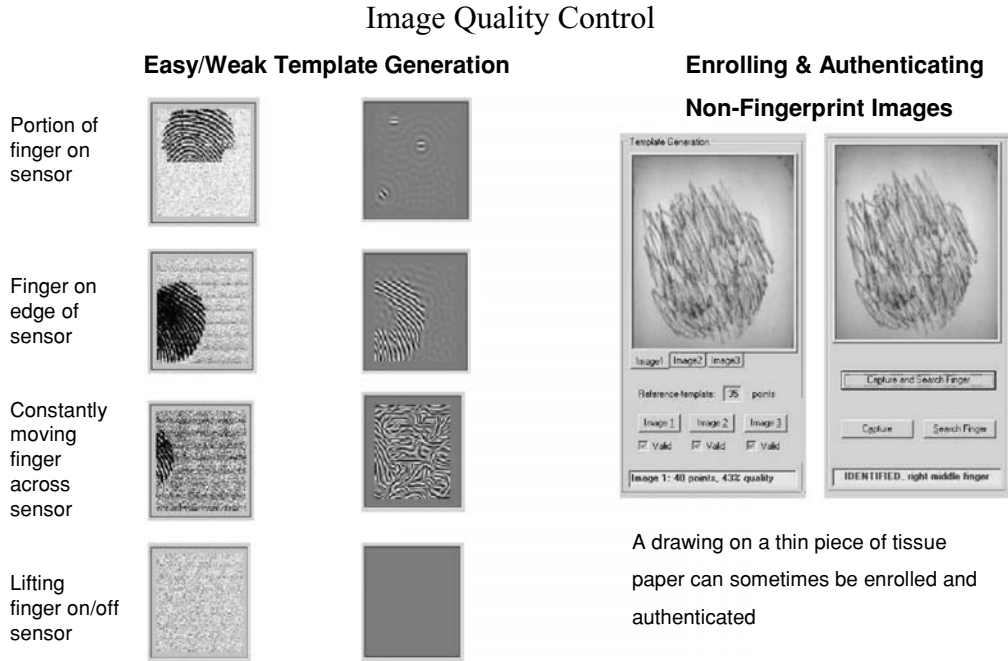 Image Quality Control
Easy/Weak Template Generation
Portion of
finger on
sensor
Finger on
edge of
sensor
Constantly
moving
finger
across
sensor
Lifting
finger on/off
sensor
Enrolling & Authenticating
Non-Fingerprint Images
Template Generation
Image1 Image2 Image3
Reference template: 35 points
Image 1 Image 2 Image 3
Valid Valid Valid
Image 1: 40 points, 43% quality
Capture and Search Finger
Capture Search Finger
IDENTIFIED, right middle finger
A drawing on a thin piece of tissue
paper can sometimes be enrolled and
authenticated